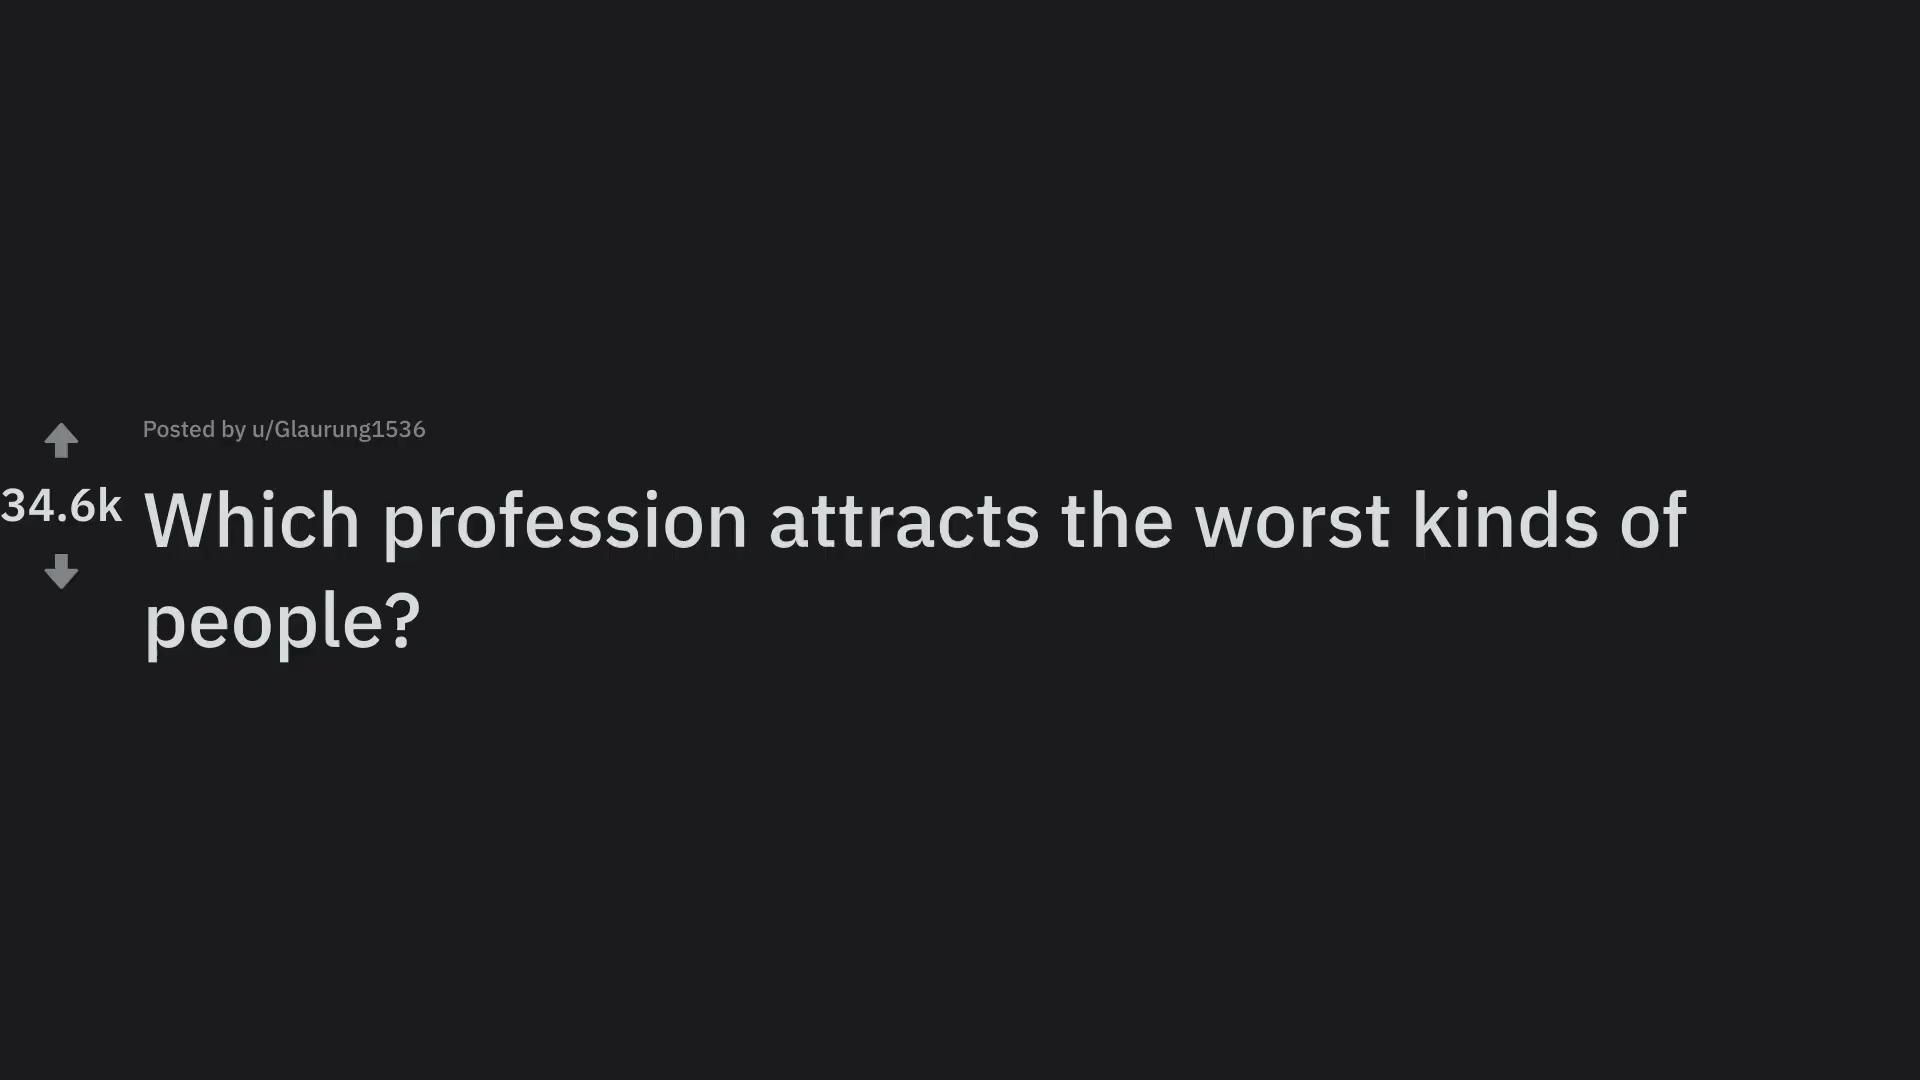 Posted by u/Glaurung1536
34.6k
Which profession attracts the worst kinds of
people?